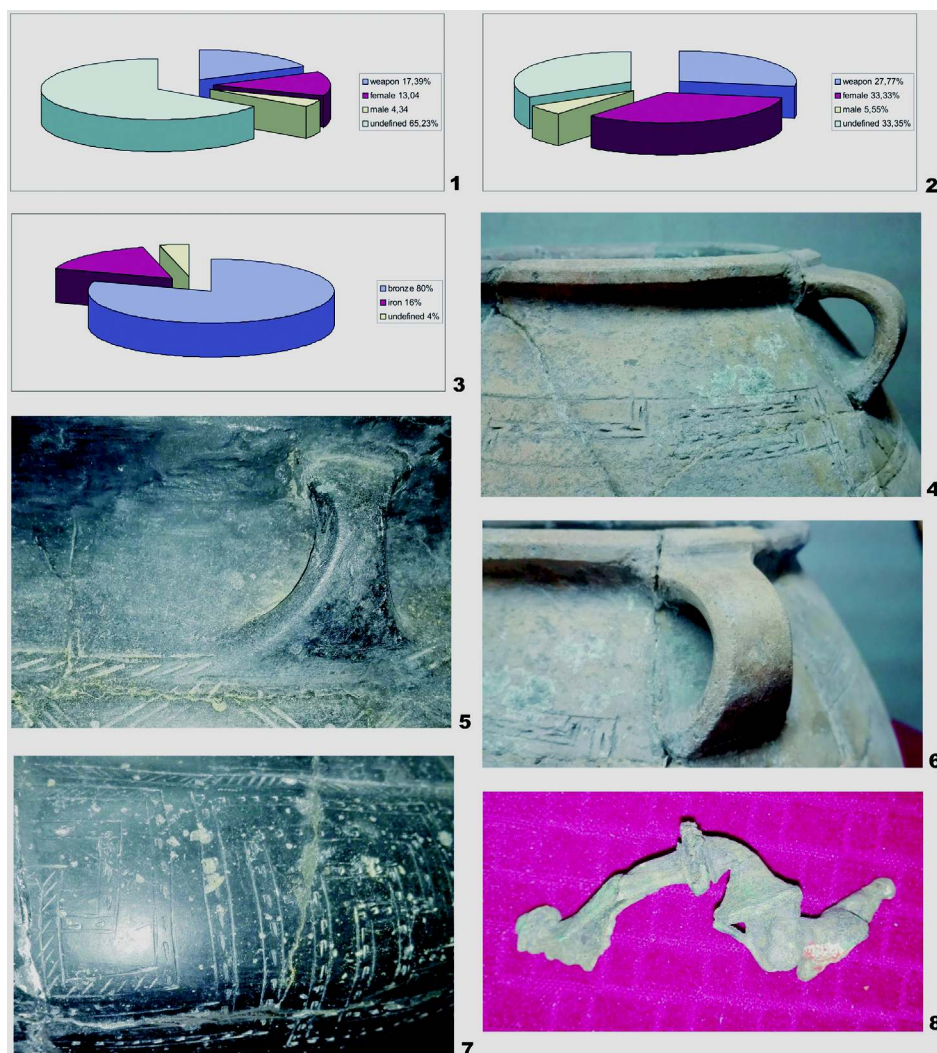 weapon 17,39%
female 13,04
male 4,34
undefined 65,23%
1
weapon 27,77%
female 33,33%
male 5,55%
undefined 33,35%
2
bronze 80%
iron 16%
undefined 4%
3
4
5
6
7
8